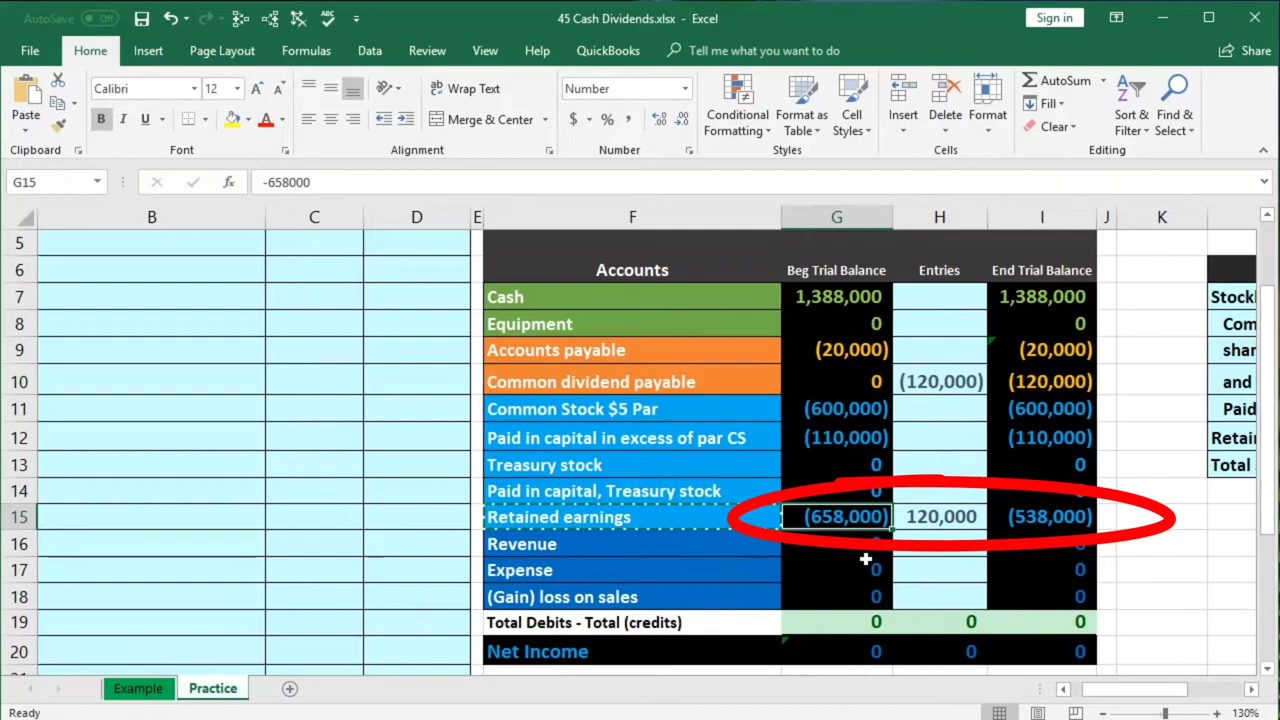 AutoSave Off 45 Cash Dividends.xlsx - Excel Sign in
File Home Insert Page Layout Formulas Data Review View Help QuickBooks Tell me what you want to do Share
Paste Calibri 12 Wrap Text Number Conditional Formatting Format as Table Cell Styles Insert Delete Format AutoSum Sort & Filter Find & Select
B I U A Merge & Center $ % , Fill
Clear
Clipboard Font Alignment Number Styles Cells Editing
G15 fx -658000
B C D E F G H I J K
5
6 Accounts Beg Trial Balance Entries End Trial Balance
7 Cash 1,388,000 1,388,000 Stockl
8 Equipment 0 0 Com
9 Accounts payable (20,000) (20,000) shar
10 Common dividend payable 0 (120,000) (120,000) and
11 Common Stock $5 Par (600,000) (600,000) Paid
12 Paid in capital in excess of par CS (110,000) (110,000) Retai
13 Treasury stock 0 0 Total
14 Paid in capital, Treasury stock 0 0
15 Retained earnings (658,000) 120,000 (538,000)
16 Revenue 0 0
17 Expense 0 0
18 (Gain) loss on sales 0 0
19 Total Debits - Total (credits) 0 0 0
20 Net Income 0 0 0
Example Practice
Ready 130%